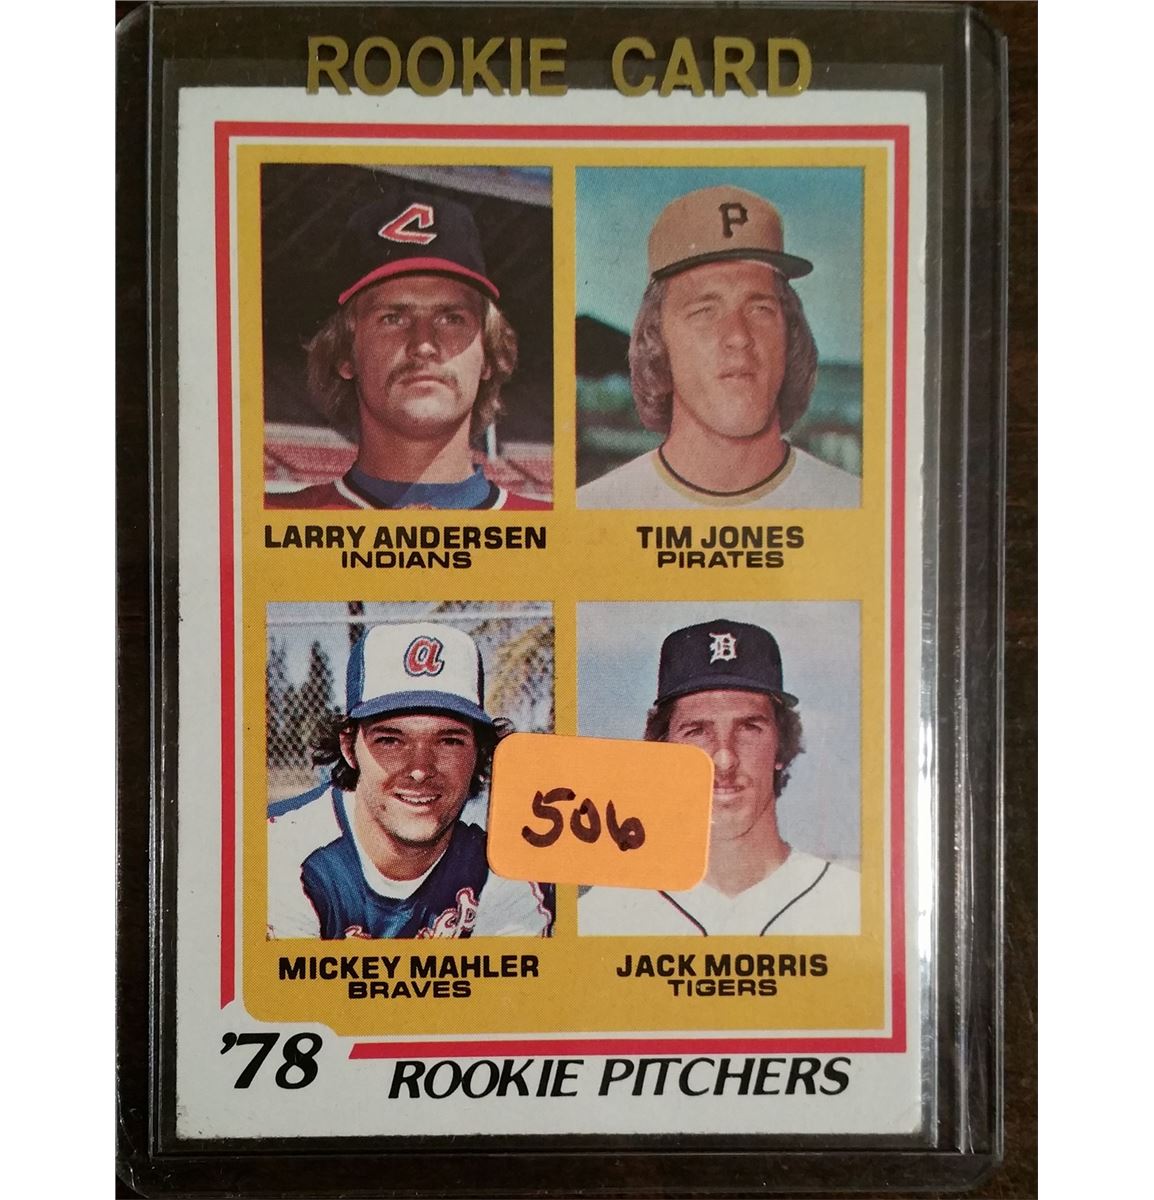 ROOKIE CARD
C
P
LARRY ANDERSEN
INDIANS
TIM JONES
PIRATES
a
D
506
MICKEY MAHLER
BRAVES
JACK MORRIS
TIGERS
'78
ROOKIE PITCHERS